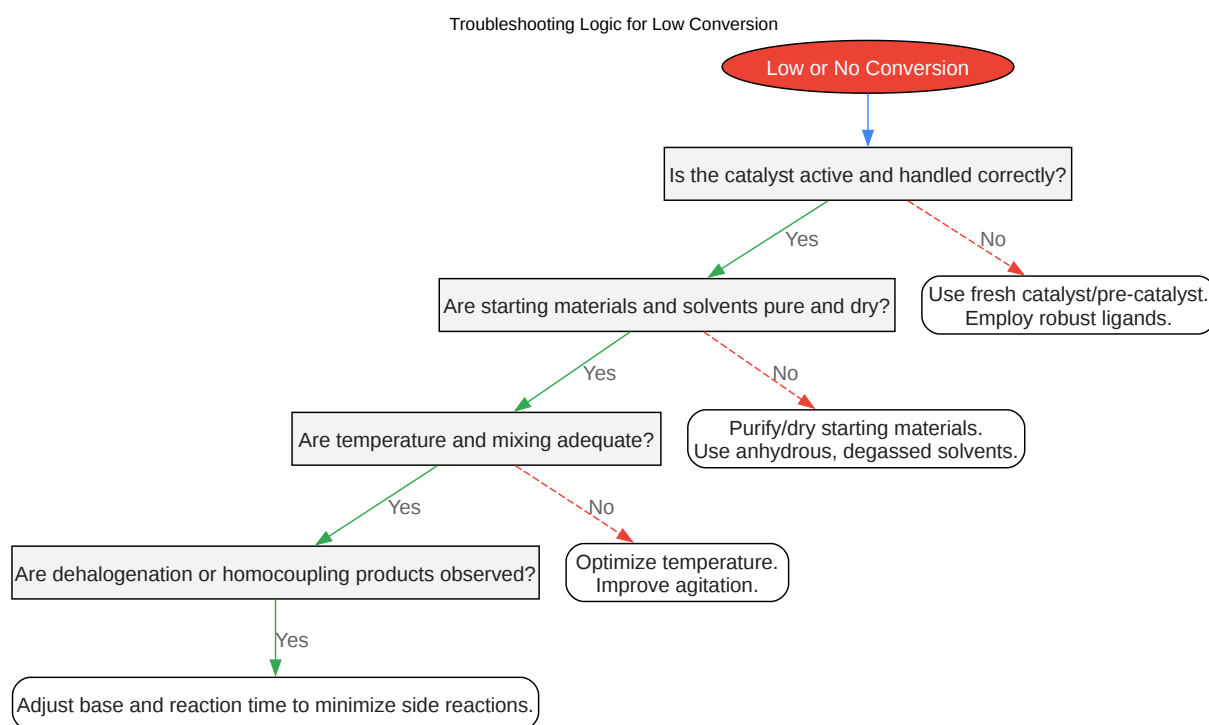 Troubleshooting Logic for Low Conversion
Low or No Conversion
Is the catalyst active and handled correctly?
Yes
No
Are starting materials and solvents pure and dry?
Use fresh catalyst/pre-catalyst.
Employ robust ligands.
Yes
No
Are temperature and mixing adequate?
Purify/dry starting materials.
Use anhydrous, degassed solvents.
Yes
No
Are dehalogenation or homocoupling products observed?
Optimize temperature.
Improve agitation.
Yes
Adjust base and reaction time to minimize side reactions.